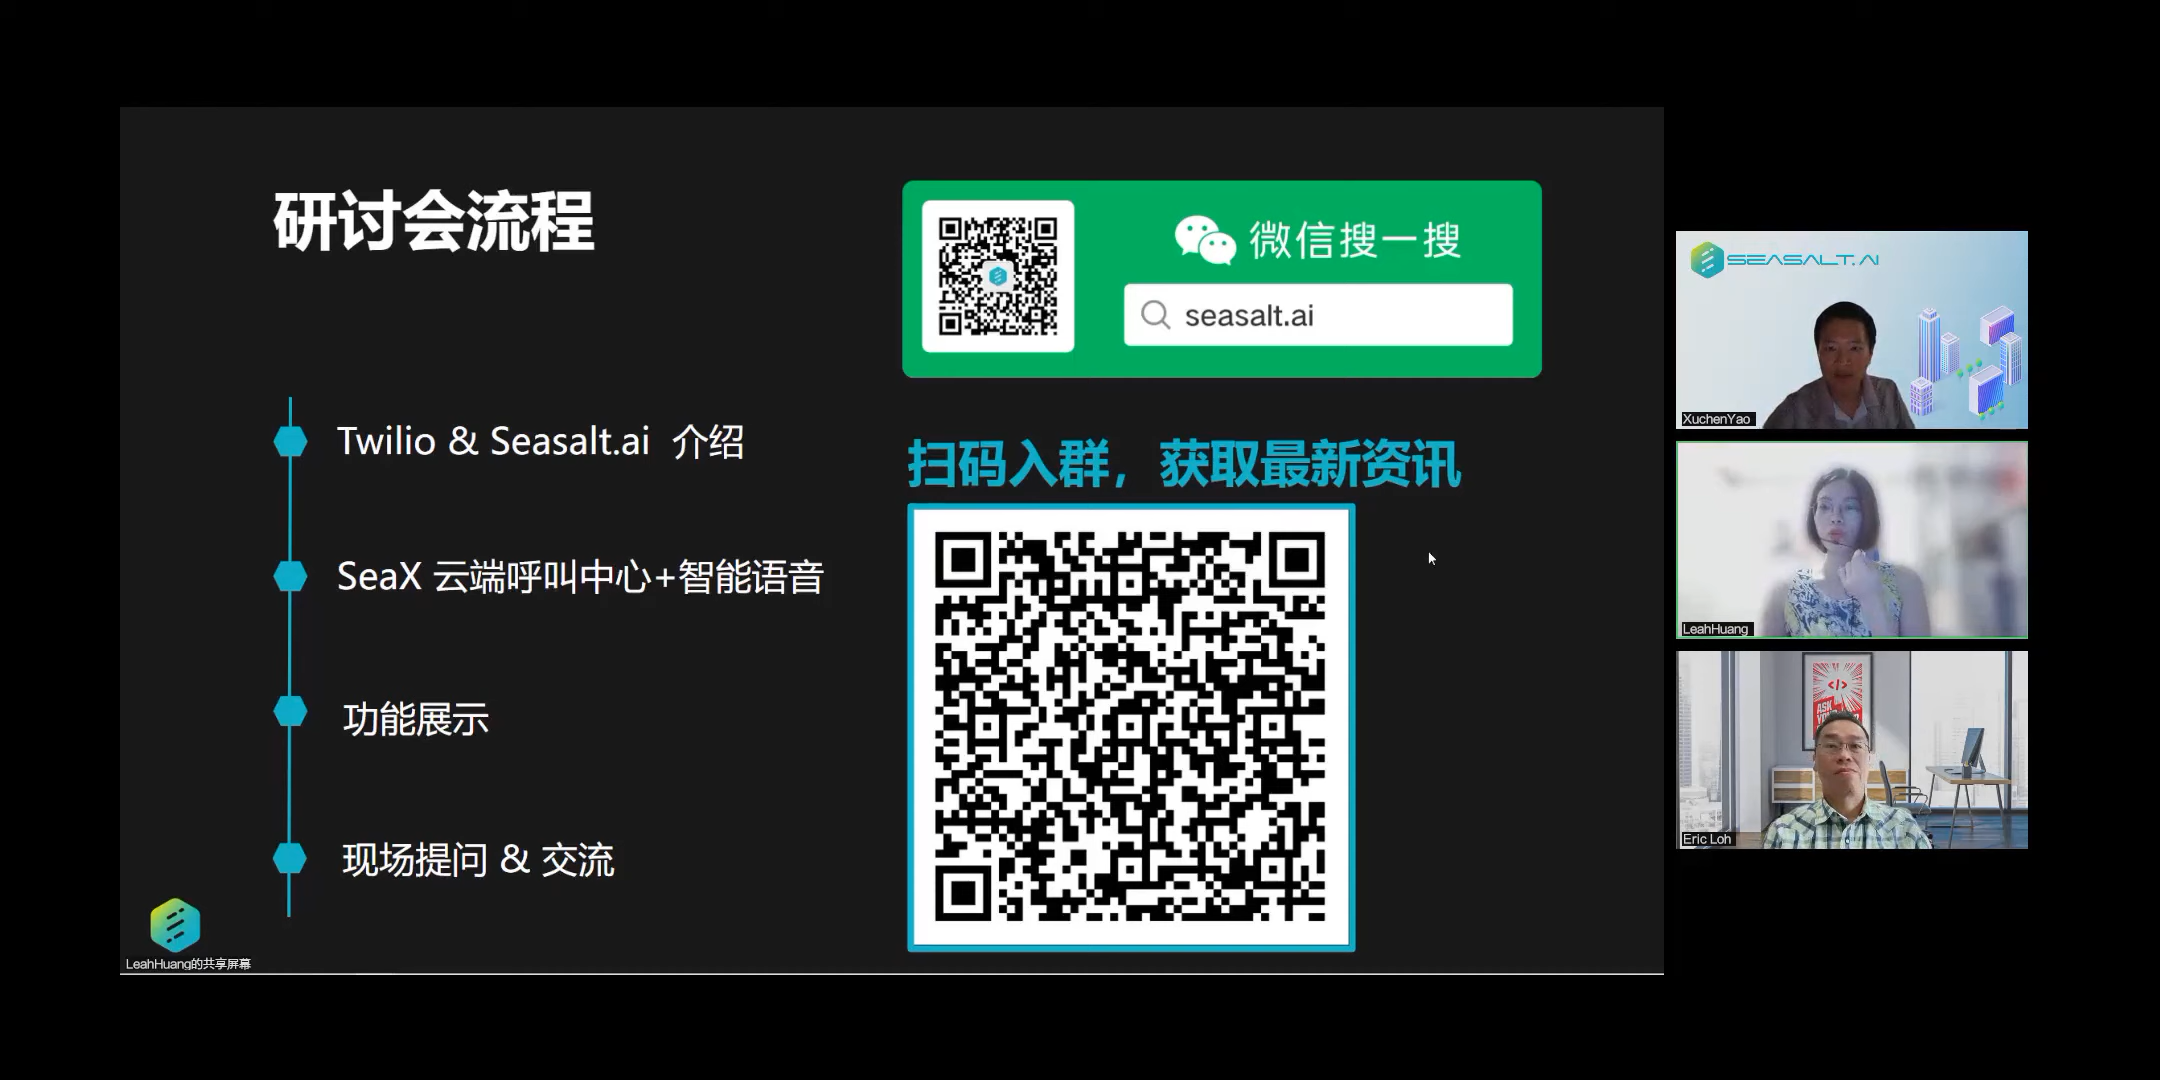 研讨会流程
Twilio & Seasalt.ai 介绍
SeaX 云端呼叫中心+智能语音
功能展示
现场提问 & 交流
微信搜一搜
seasalt.ai
扫码入群，获取最新资讯
LeahHuang的共享屏幕
SEASALT.AI
XuchenYao
LeahHuang
</>
ASK
Eric Loh